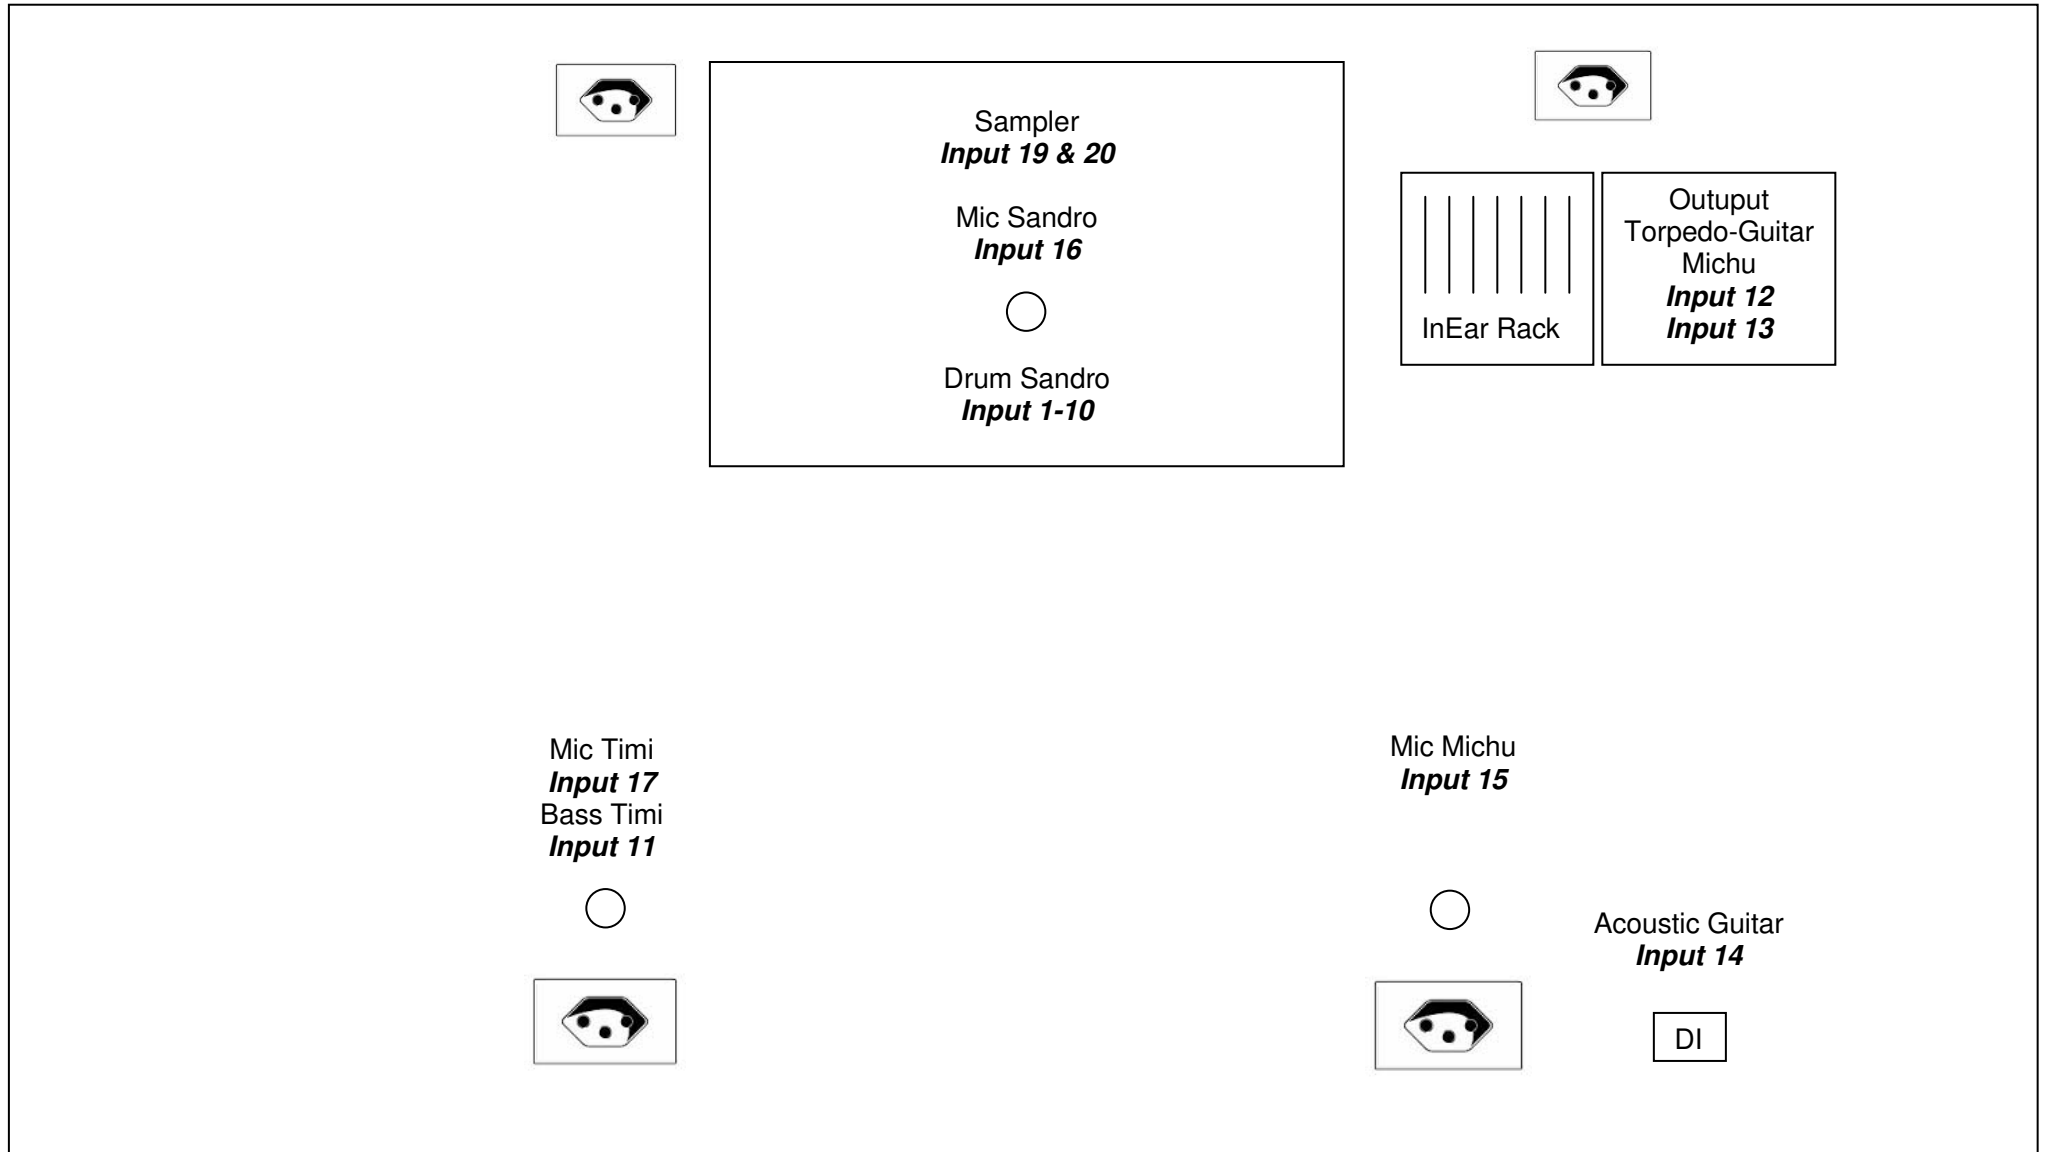 Sampler
Input 19 & 20
Mic Sandro
Input 16
Drum Sandro
Input 1-10
InEar Rack
Outuput
Torpedo-Guitar
Michu
Input 12
Input 13
Mic Timi
Input 17
Bass Timi
Input 11
Mic Michu
Input 15
Acoustic Guitar
Input 14
DI